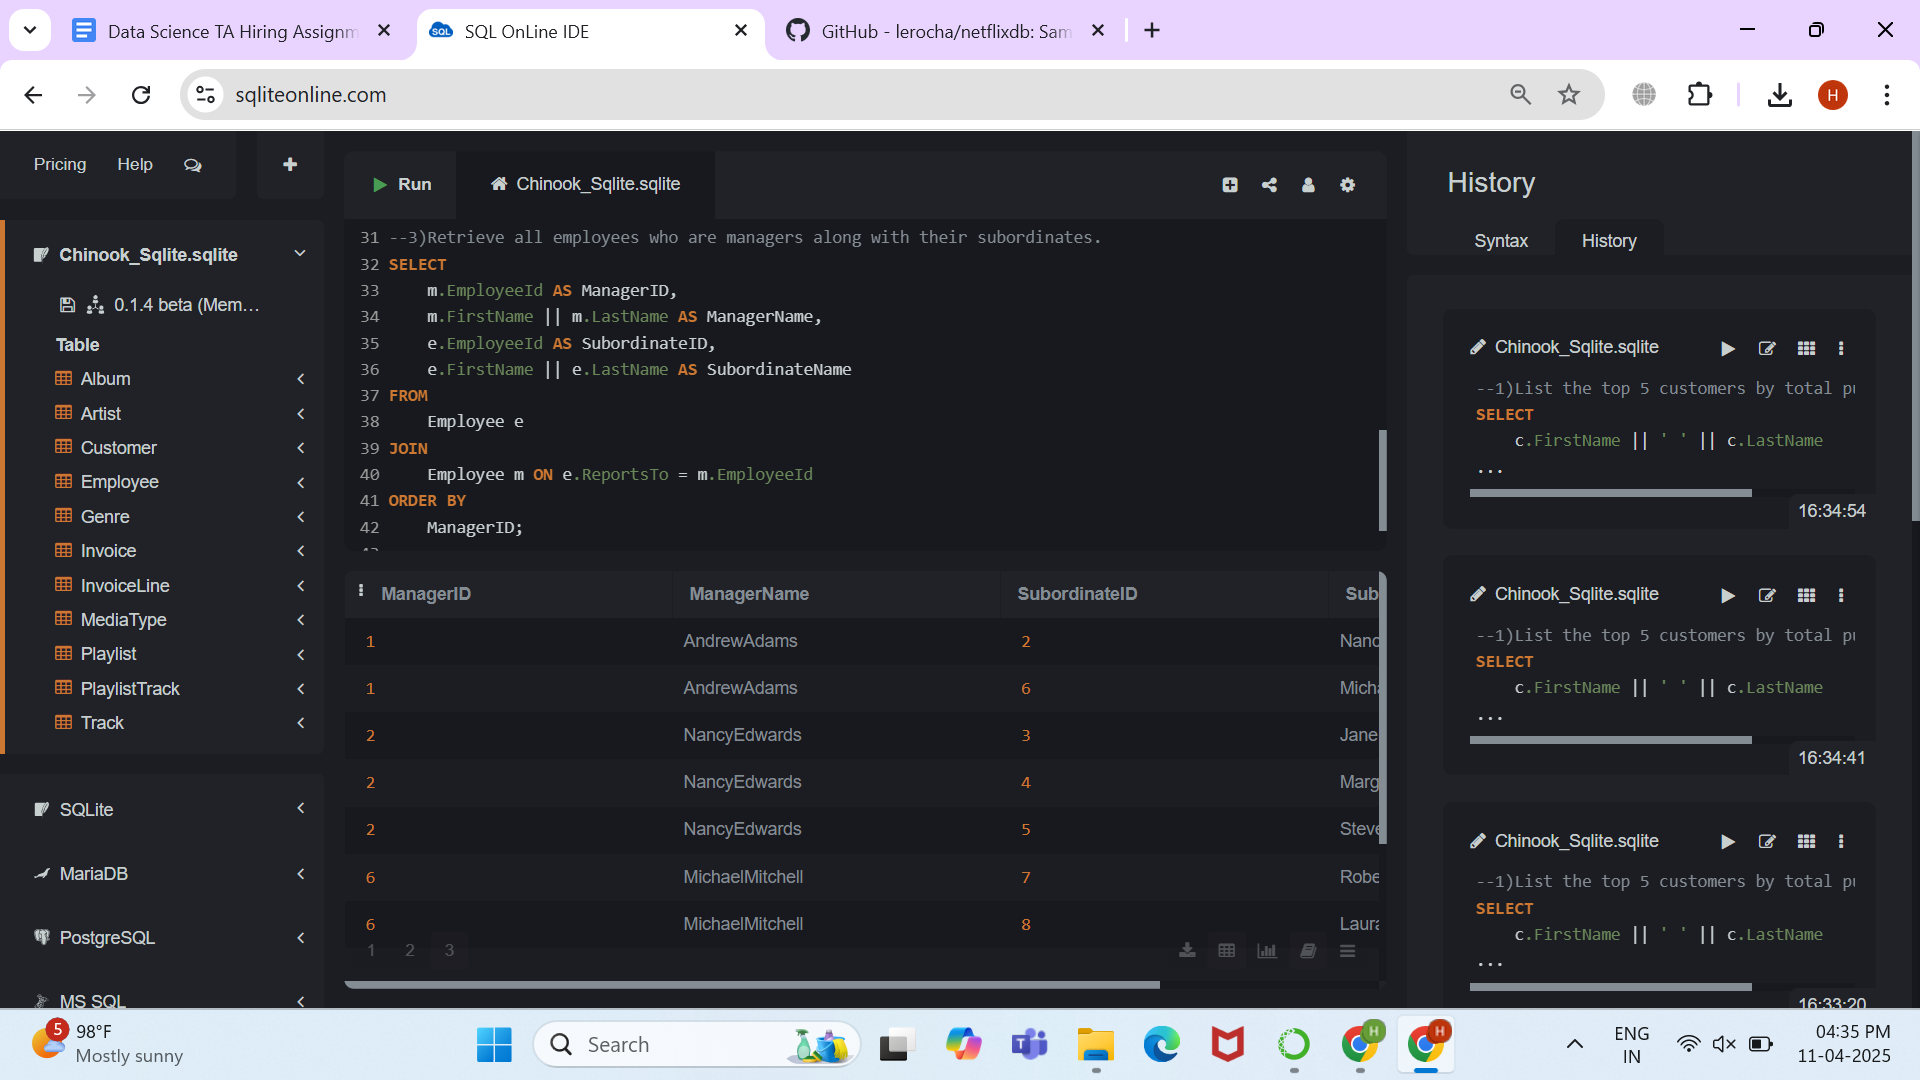 Data Science TA Hiring Assignm
SQL OnLine IDE
GitHub - lerocha/netflixdb: Sam
sqliteonline.com
H
Pricing
Help
Run
Chinook_Sqlite.sqlite
History
Syntax
History
Chinook_Sqlite.sqlite
0.1.4 beta (Mem...
Table
Album
Artist
Customer
Employee
Genre
Invoice
InvoiceLine
MediaType
Playlist
PlaylistTrack
Track
SQLite
MariaDB
PostgreSQL
MS SQL
31 --3)Retrieve all employees who are managers along with their subordinates.
32 SELECT
33 m.EmployeeId AS ManagerID,
34 m.FirstName || m.LastName AS ManagerName,
35 e.EmployeeId AS SubordinateID,
36 e.FirstName || e.LastName AS SubordinateName
37 FROM
38 Employee e
39 JOIN
40 Employee m ON e.ReportsTo = m.EmployeeId
41 ORDER BY
42 ManagerID;
ManagerID ManagerName SubordinateID Sub
1 AndrewAdams 2 Nanc
1 AndrewAdams 6 Micha
2 NancyEdwards 3 Jane
2 NancyEdwards 4 Marg
2 NancyEdwards 5 Steve
6 MichaelMitchell 7 Robe
6 MichaelMitchell 8 Laura
1 2 3
Chinook_Sqlite.sqlite
--1)List the top 5 customers by total pu
SELECT
c.FirstName || ' ' || c.LastName
...
16:34:54
Chinook_Sqlite.sqlite
--1)List the top 5 customers by total pu
SELECT
c.FirstName || ' ' || c.LastName
...
16:34:41
Chinook_Sqlite.sqlite
--1)List the top 5 customers by total pu
SELECT
c.FirstName || ' ' || c.LastName
...
16:33:20
5
98°F
Mostly sunny
Search
H
H
ENG
IN
04:35 PM
11-04-2025